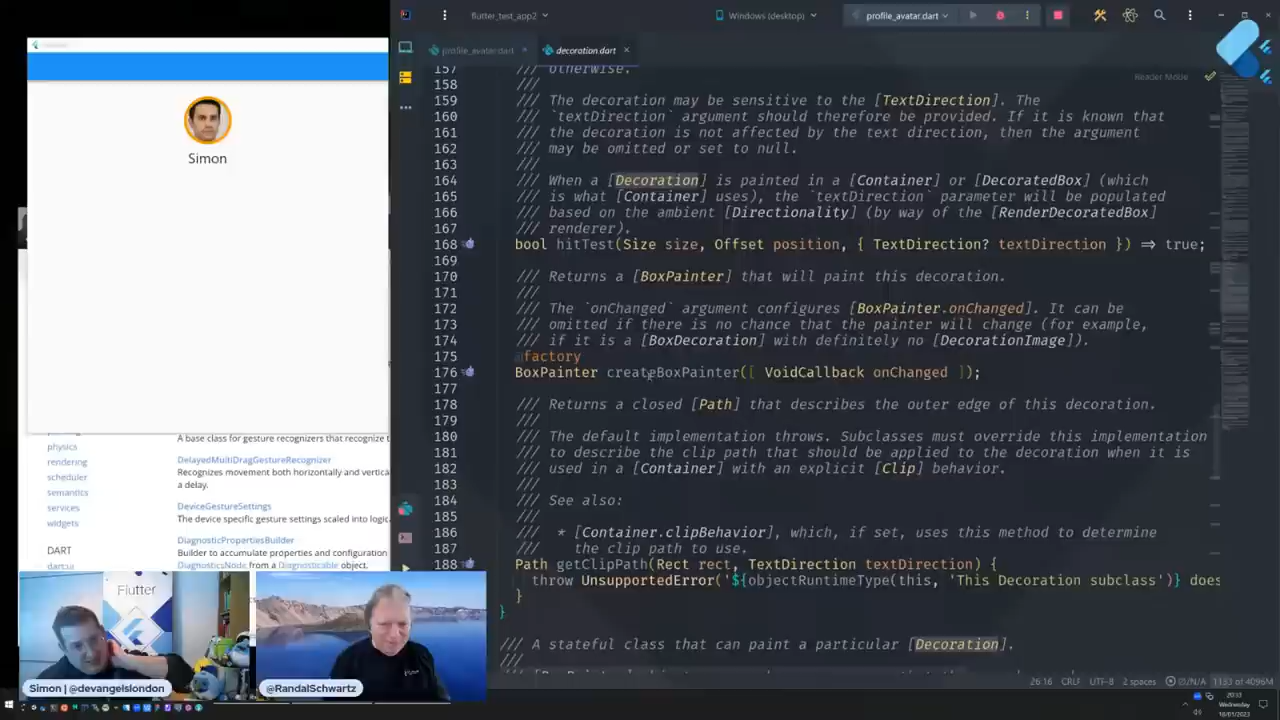 flutter_test_app2
Windows (desktop)
profile_avatar.dart
profile_avatar.dart
decoration.dart
Reader Mode
Simon
157 /// otherwise.
158 ///
159 /// The decoration may be sensitive to the [TextDirection]. The
160 /// `textDirection` argument should therefore be provided. If it is known that
161 /// the decoration is not affected by the text direction, then the argument
162 /// may be omitted or set to null.
163 ///
164 /// When a [Decoration] is painted in a [Container] or [DecoratedBox] (which
165 /// is what [Container] uses), the `textDirection` parameter will be populated
166 /// based on the ambient [Directionality] (by way of the [RenderDecoratedBox]
167 /// renderer).
168 bool hitTest(Size size, Offset position, { TextDirection? textDirection }) => true;
169
170 /// Returns a [BoxPainter] that will paint this decoration.
171 ///
172 /// The `onChanged` argument configures [BoxPainter.onChanged]. It can be
173 /// omitted if there is no chance that the painter will change (for example,
174 /// if it is a [BoxDecoration] with definitely no [DecorationImage]).
175 @factory
176 BoxPainter createBoxPainter([ VoidCallback onChanged ]);
177
178 /// Returns a closed [Path] that describes the outer edge of this decoration.
179 ///
180 /// The default implementation throws. Subclasses must override this implementation
181 /// to describe the clip path that should be applied to the decoration when it is
182 /// used in a [Container] with an explicit [Clip] behavior.
183 ///
184 /// See also:
185 ///
186 /// * [Container.clipBehavior], which, if set, uses this method to determine
187 /// the clip path to use.
188 Path getClipPath(Rect rect, TextDirection textDirection) {
throw UnsupportedError('${objectRuntimeType(this, 'This Decoration subclass')} does
}
}
/// A stateful class that can paint a particular [Decoration].
///
physics
rendering
scheduler
semantics
services
widgets
DART
dart:ui
A base class for gesture recognizers that recognize t
DelayedMultiDragGestureRecognizer
Recognizes movement both horizontally and vertica
a delay.
DeviceGestureSettings
The device specific gesture settings scaled into logic
DiagnosticPropertiesBuilder
Builder to accumulate properties and configuration
DiagnosticsNode from a Diagnosticable object.
Flutter
Simon | @devangelslondon
@RandalSchwartz
26:16 CRLF UTF-8 2 spaces 1153 of 4096M
20:33
Wednesday
18/01/2023